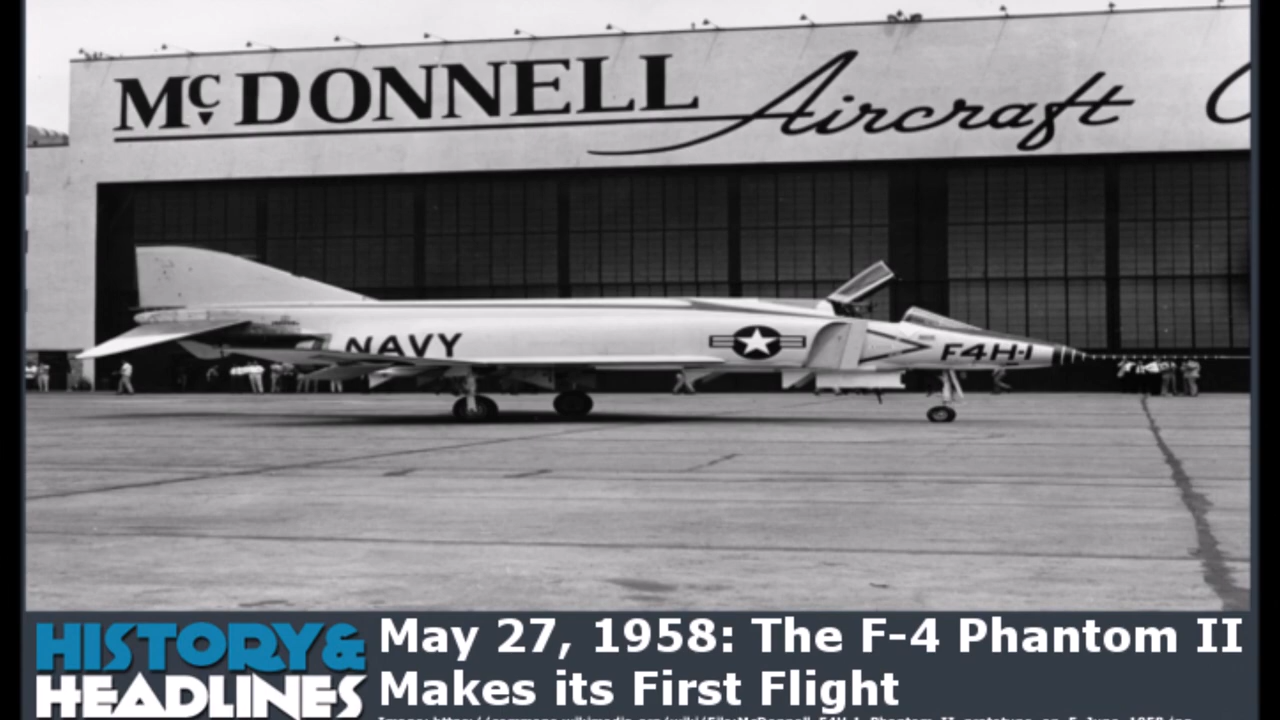 McDONNELL Aircraft C
NAVY
F4H-1
HISTORY&
HEADLINES
May 27, 1958: The F-4 Phantom II
Makes its First Flight